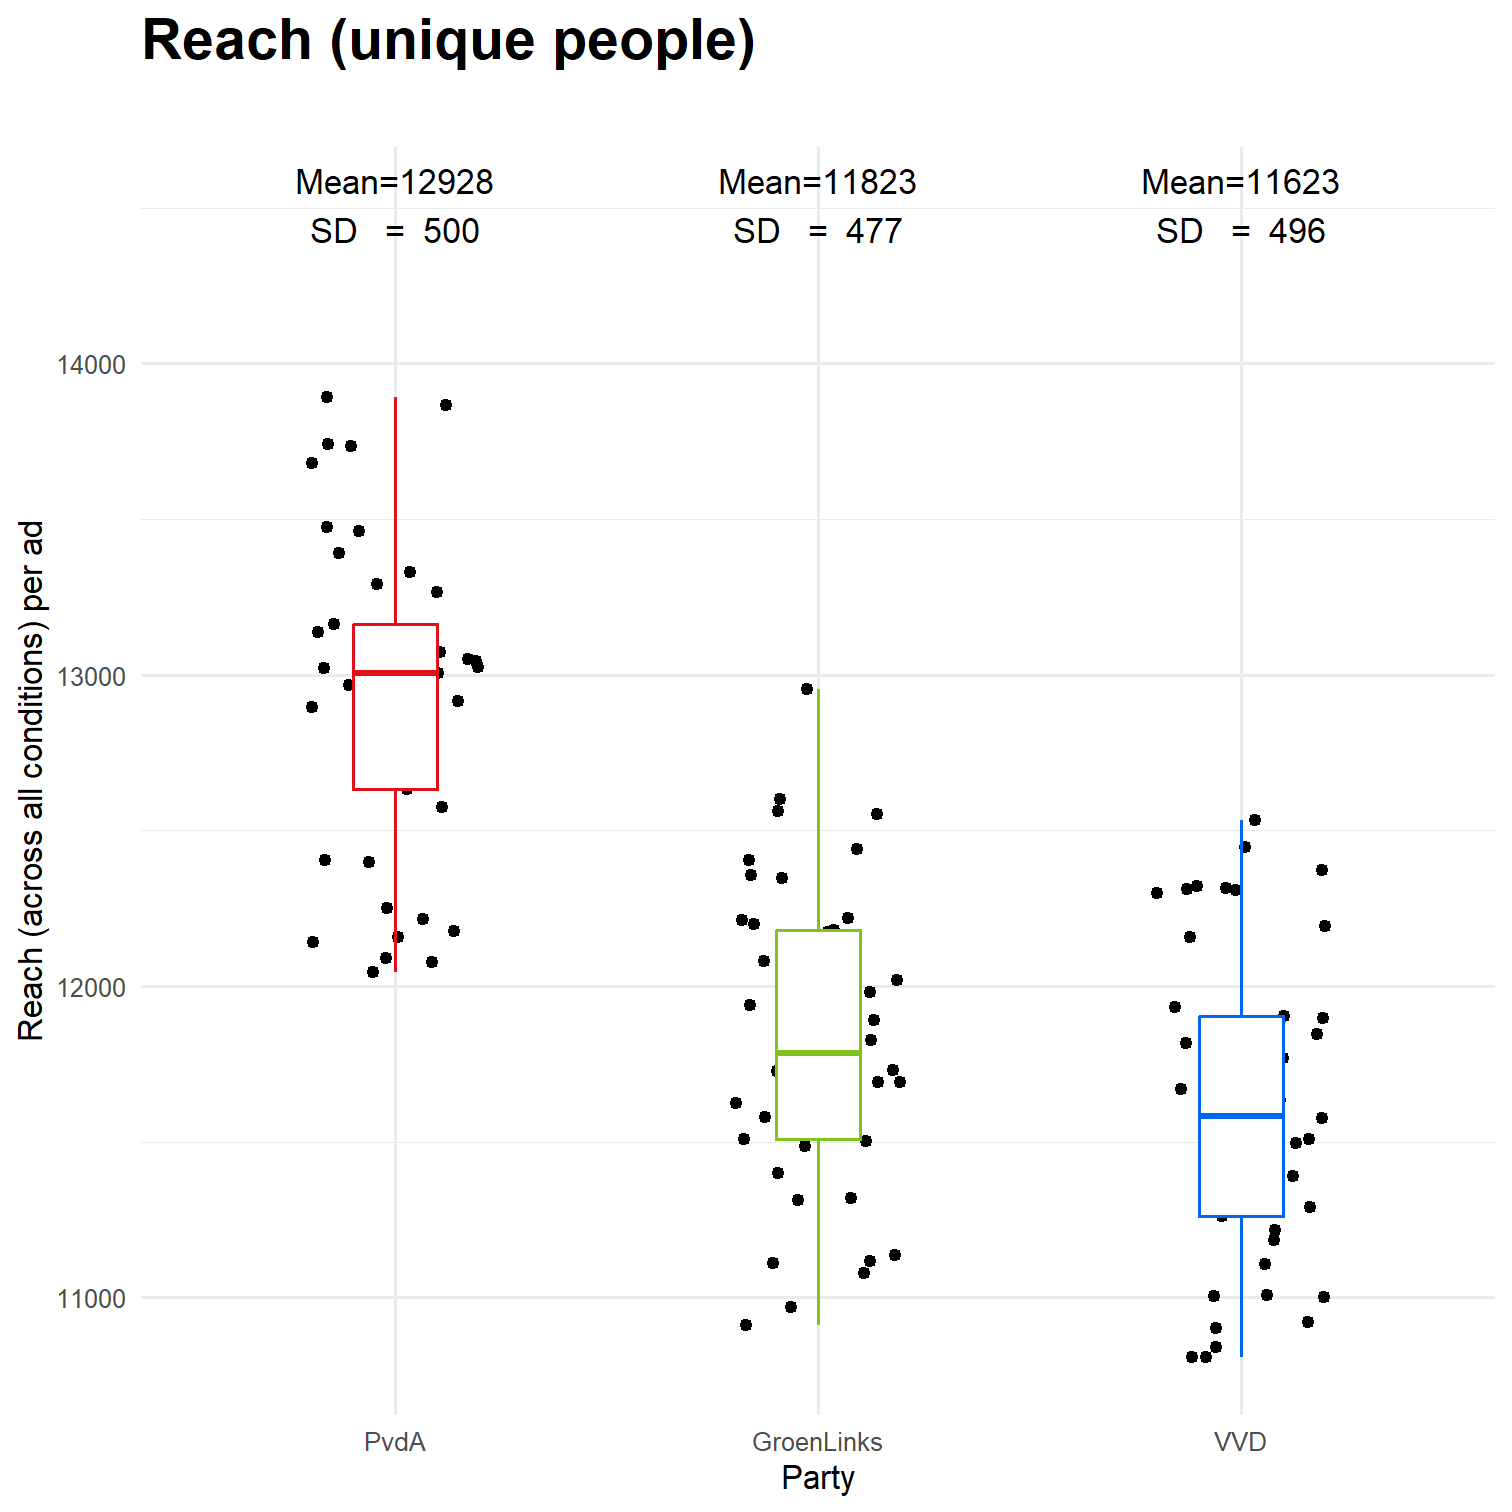 Reach (unique people)
Mean=12928
SD = 500
Mean=11823
SD = 477
Mean=11623
SD = 496
Reach (across all conditions) per ad
14000
13000
12000
11000
PvdA
GroenLinks
VVD
Party